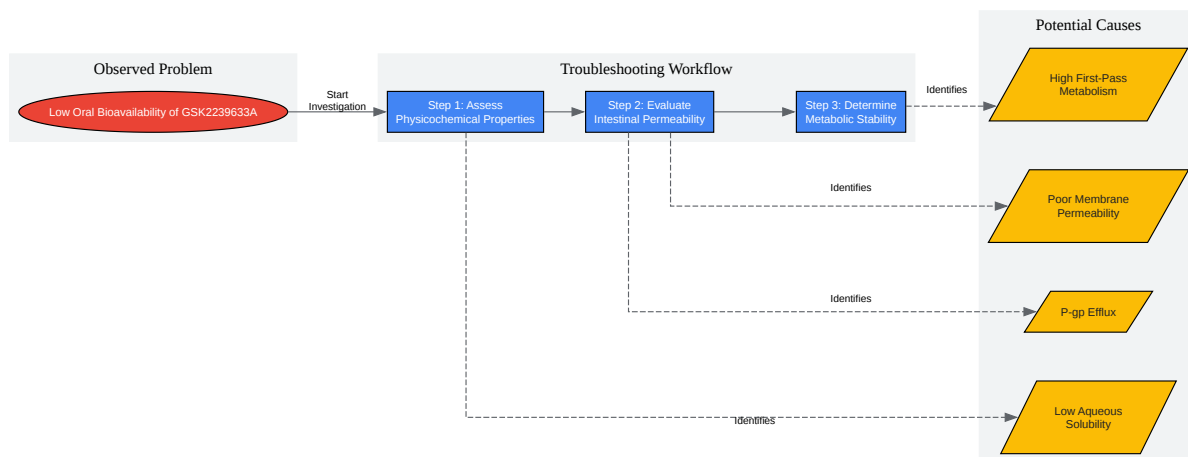 Observed Problem
Low Oral Bioavailability of GSK2239633A
Start
Investigation
Troubleshooting Workflow
Step 1: Assess
Physicochemical Properties
Step 2: Evaluate
Intestinal Permeability
Step 3: Determine
Metabolic Stability
Identifies
Identifies
Identifies
Identifies
Potential Causes
High First-Pass
Metabolism
Poor Membrane
Permeability
P-gp Efflux
Low Aqueous
Solubility